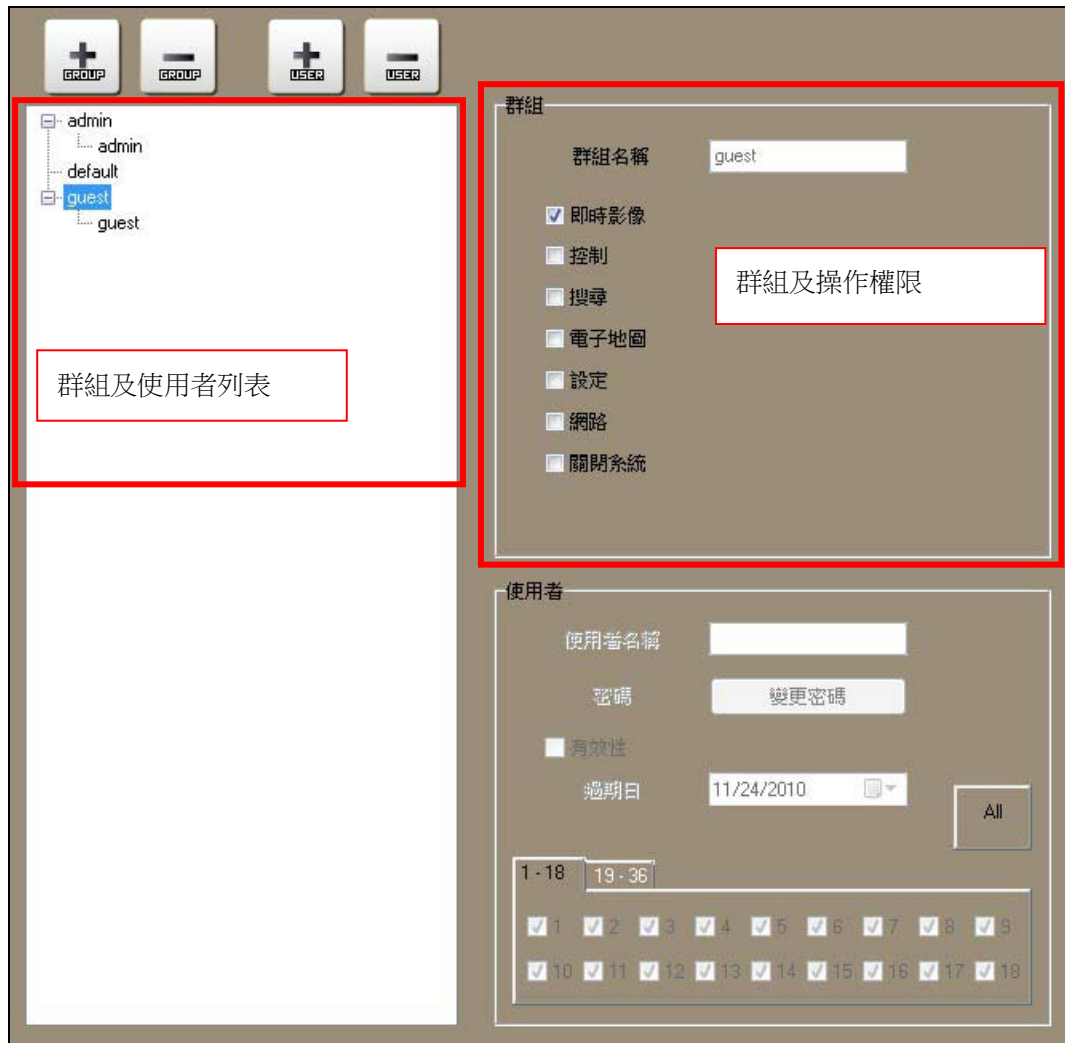 GROUP GROUP USER USER
admin
admin
default
guest
guest
群組及使用者列表
群組
群組名稱 guest
即時影像
控制
搜尋
電子地圖
設定
網路
關閉系統
群組及操作權限
使用者
使用者名稱
密碼 變更密碼
有效性
過期日 11/24/2010
All
1 - 18 19 - 36
1 2 3 4 5 6 7 8 9
10 11 12 13 14 15 16 17 18